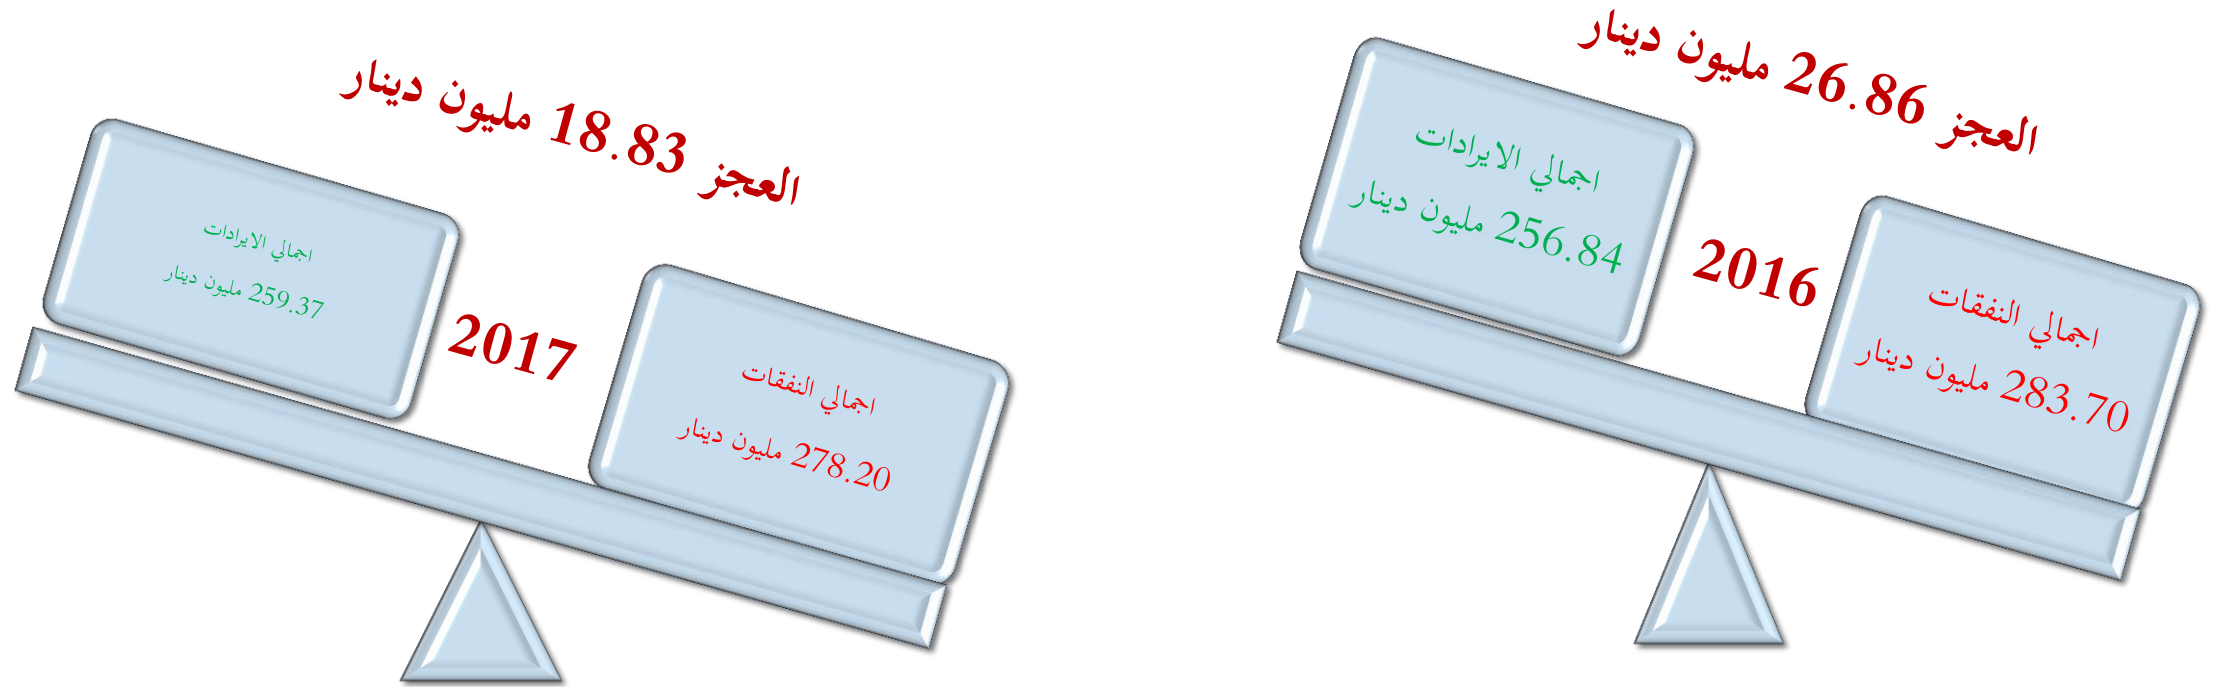 العجز 26.86 مليون دينار
اجمالي الايرادات
256.84 مليون دينار
2016
اجمالي النفقات
283.70 مليون دينار
العجز 18.83 مليون دينار
اجمالي الايرادات
259.37 مليون دينار
2017
اجمالي النفقات
278.20 مليون دينار